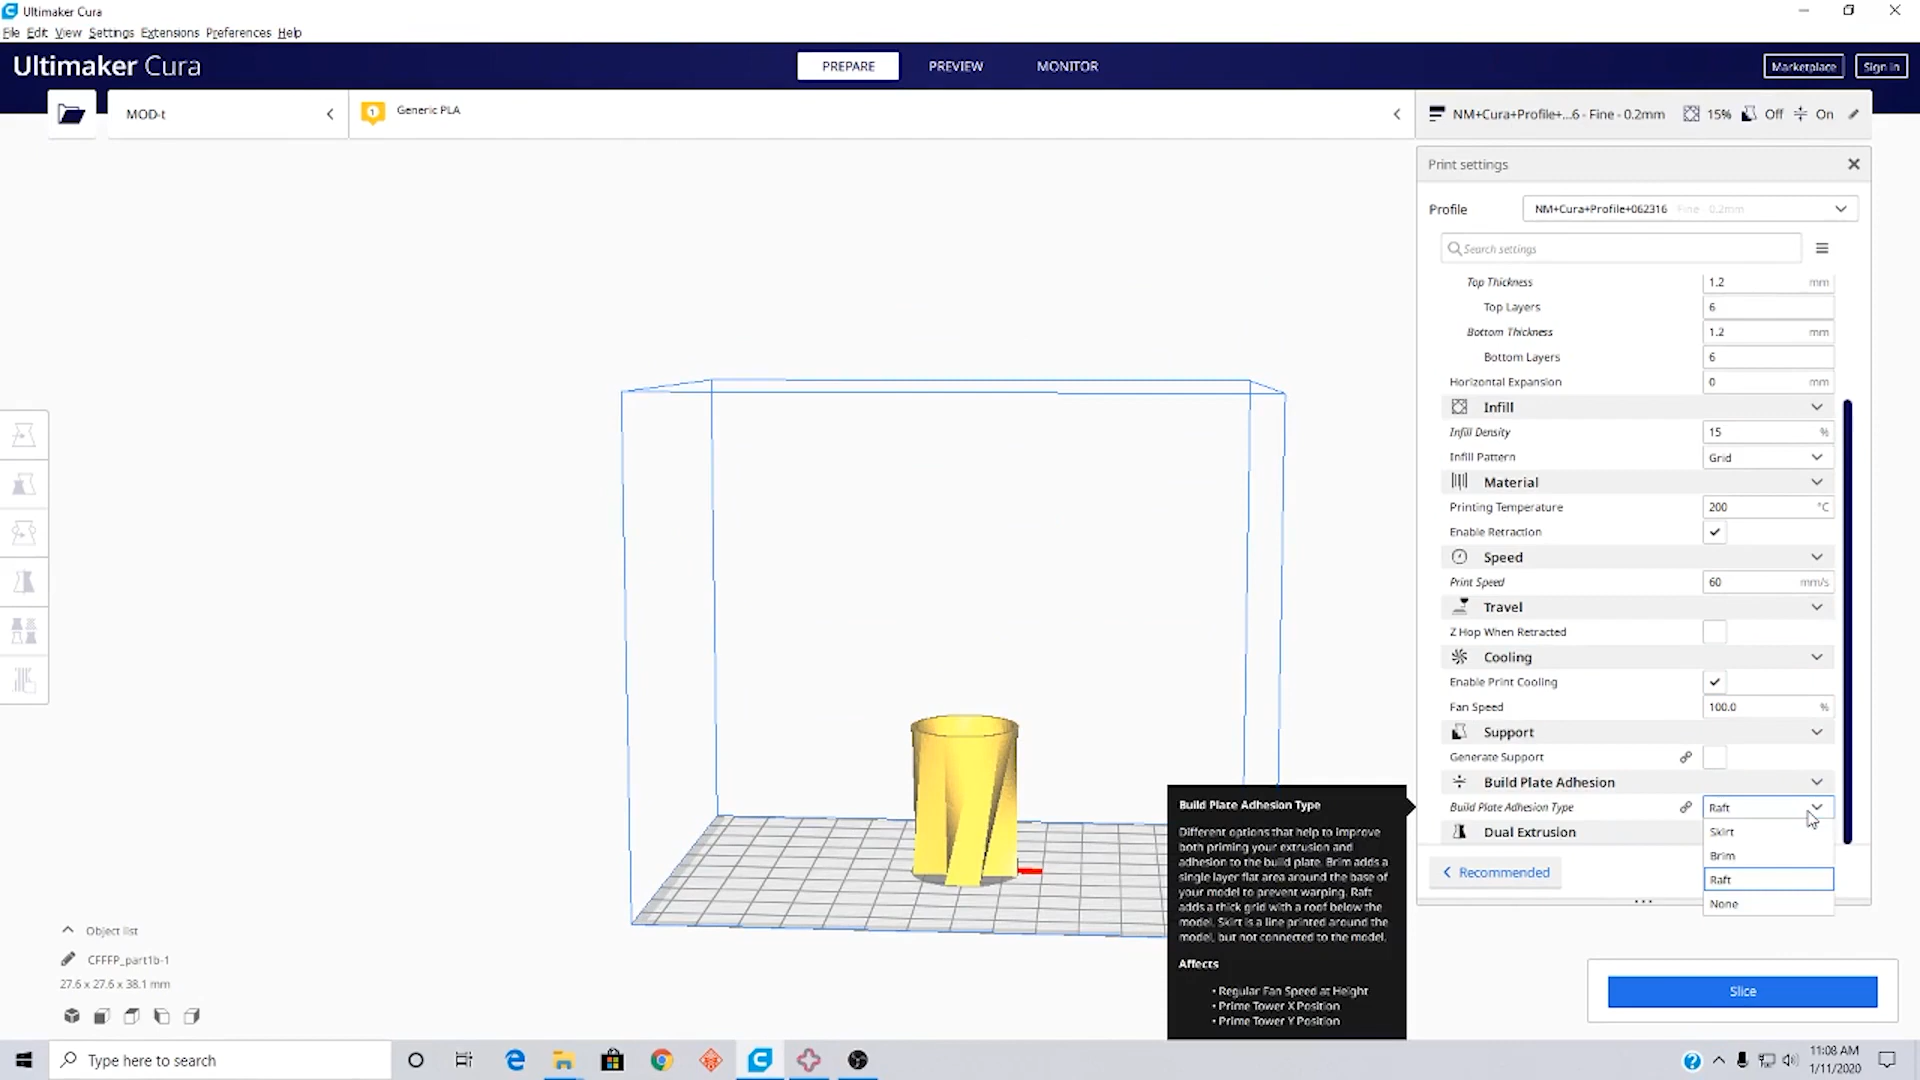 Ultimaker Cura
File Edit View Settings Extensions Preferences Help
Ultimaker Cura
PREPARE
PREVIEW
MONITOR
Marketplace
Sign in
MOD-t
1
Generic PLA
NM+Cura+Profile+...6 - Fine - 0.2mm
15%
Off
On
Print settings
Profile
NM+Cura+Profile+062316 Fine - 0.2mm
Search settings
Top Thickness 1.2 mm
Top Layers 6
Bottom Thickness 1.2 mm
Bottom Layers 6
Horizontal Expansion 0 mm
Infill
Infill Density 15 %
Infill Pattern Grid
Material
Printing Temperature 200 °C
Enable Retraction
Speed
Print Speed 60 mm/s
Travel
Z Hop When Retracted
Cooling
Enable Print Cooling
Fan Speed 100.0 %
Support
Generate Support
Build Plate Adhesion
Build Plate Adhesion Type Raft
Dual Extrusion
Skirt
Brim
Raft
None
Recommended
Build Plate Adhesion Type
Different options that help to improve
both priming your extrusion and
adhesion to the build plate. Brim adds a
single layer flat area around the base of
your model to prevent warping. Raft
adds a thick grid with a roof below the
model. Skirt is a line printed around the
model, but not connected to the model.
Affects
• Regular Fan Speed at Height
• Prime Tower X Position
• Prime Tower Y Position
Object list
CFFFP_part1b-1
27.6 x 27.6 x 38.1 mm
Slice
Type here to search
11:08 AM
1/11/2020